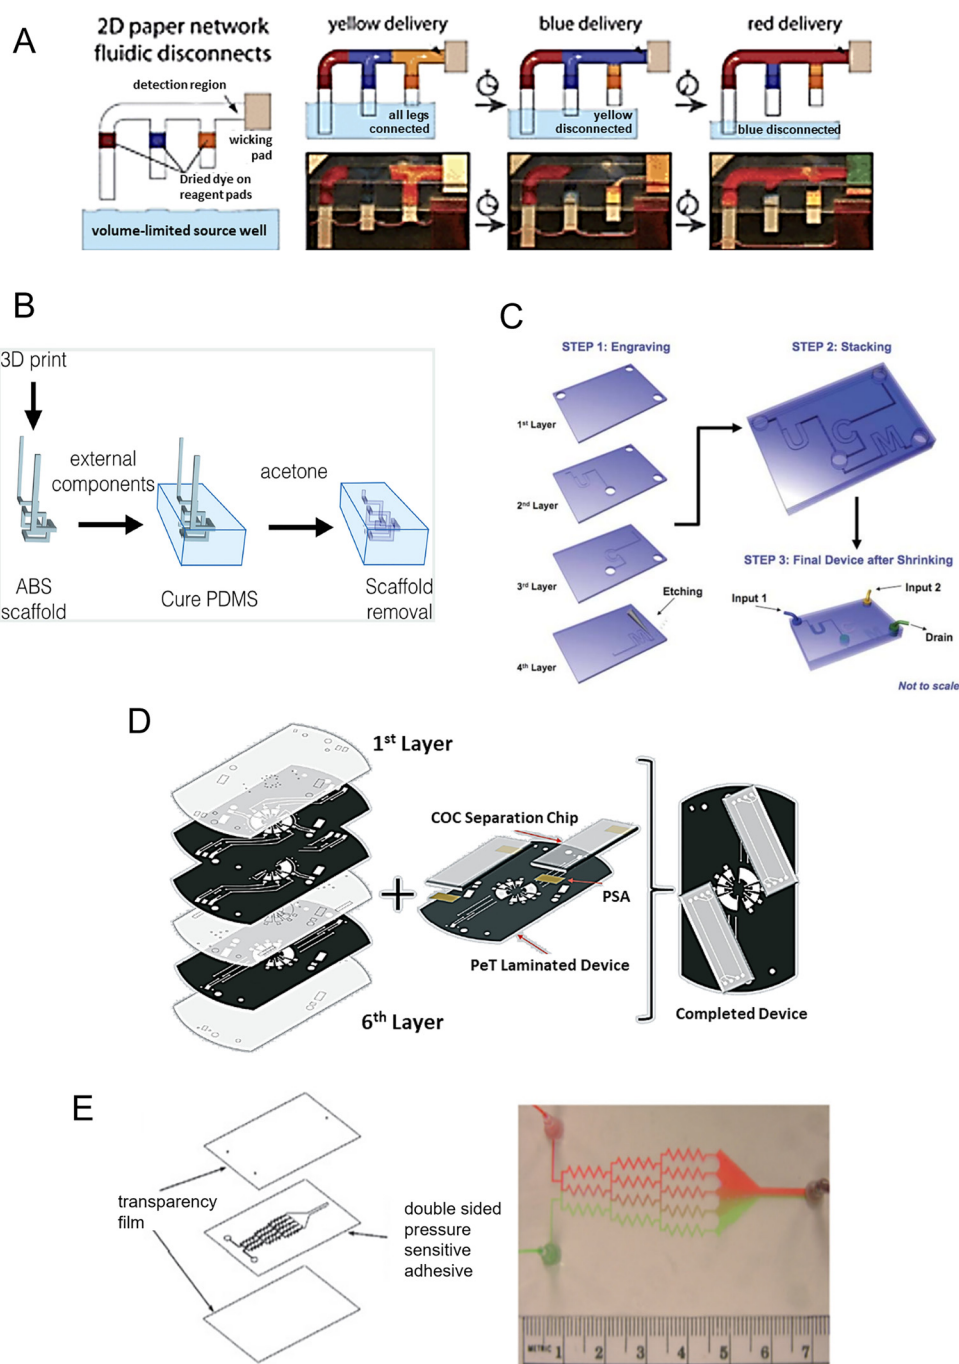 A
2D paper network
fluidic disconnects
detection region
wicking
pad
Dried dye on
reagent pads
volume-limited source well
yellow delivery
blue delivery
red delivery
all legs
connected
yellow
disconnected
blue disconnected
B
3D print
external
components
acetone
ABS
scaffold
Cure PDMS
Scaffold
removal
C
STEP 1: Engraving
1st Layer
2nd Layer
3rd Layer
Etching
4th Layer
STEP 2: Stacking
U C M
STEP 3: Final Device after Shrinking
Input 1
Input 2
Drain
Not to scale
D
1st Layer
6th Layer
COC Separation Chip
PSA
PeT Laminated Device
Completed Device
E
transparency
film
double sided
pressure
sensitive
adhesive
METRIC 1 2 3 4 5 6 7